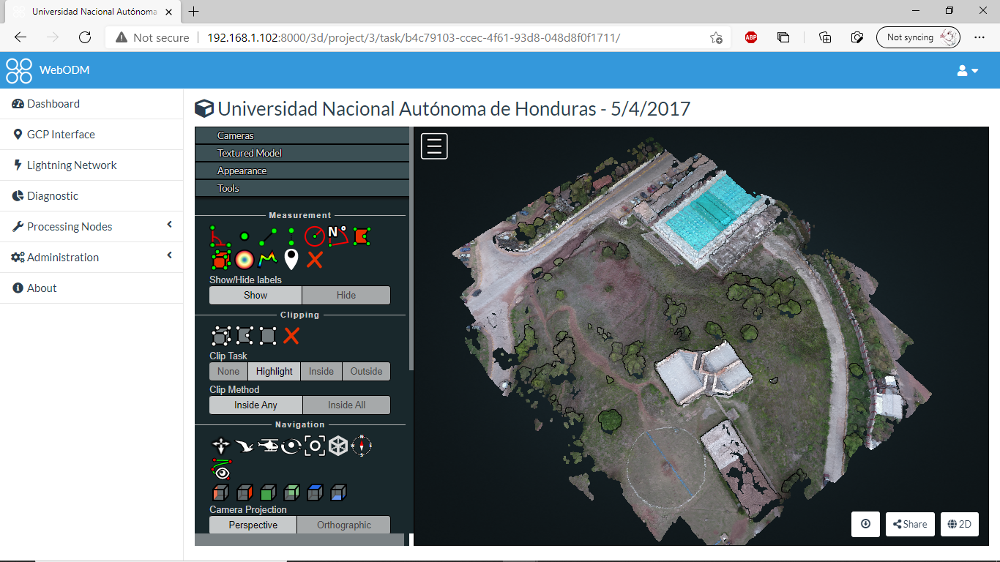 Universidad Nacional Autónoma
Not secure 192.168.1.102:8000/3d/project/3/task/b4c79103-ccec-4f61-93d8-048d8f0f1711/
ABP
Not syncing
WebODM
Dashboard
GCP Interface
Lightning Network
Diagnostic
Processing Nodes
Administration
About
Universidad Nacional Autónoma de Honduras - 5/4/2017
Cameras
Textured Model
Appearance
Tools
Measurement
N°
Show/Hide labels
Show Hide
Clipping
Clip Task
None Highlight Inside Outside
Clip Method
Inside Any Inside All
Navigation
N
W E
S
Camera Projection
Perspective Orthographic
Share 2D